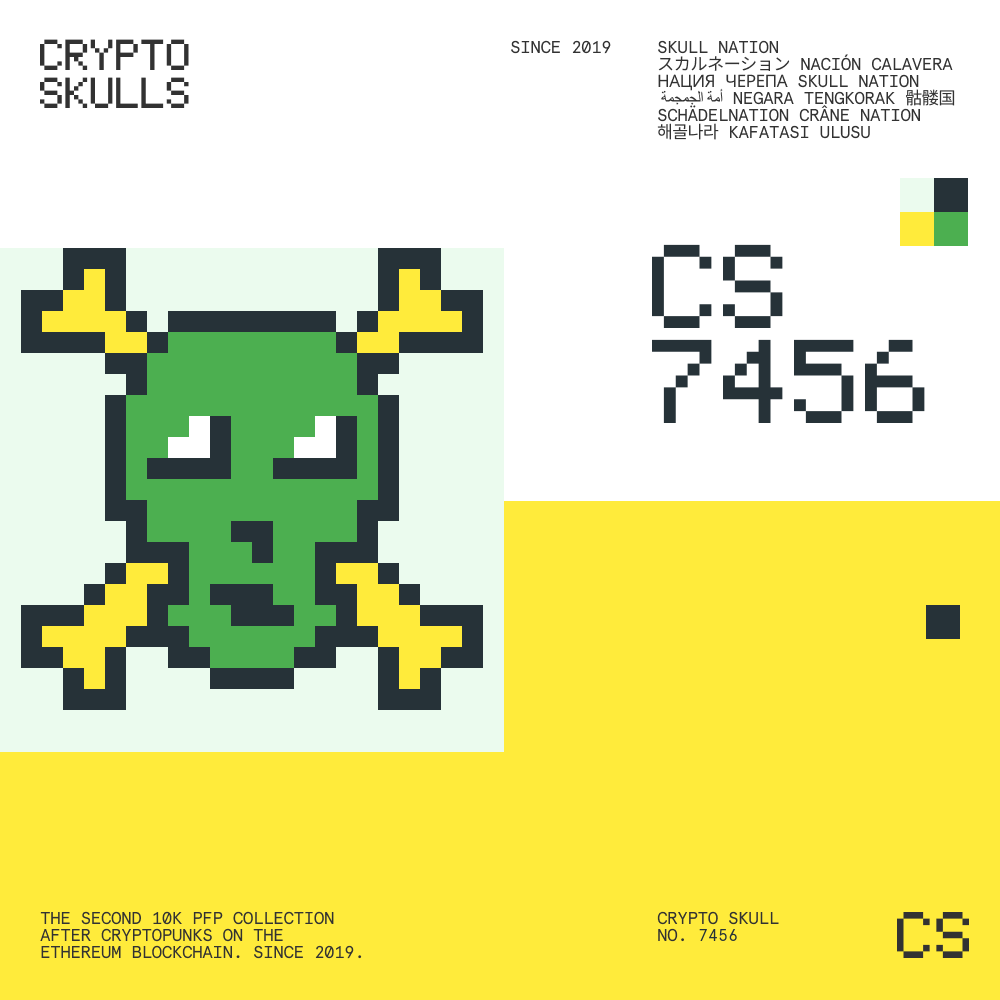 CRYPTO
SKULLS
SINCE 2019
SKULL NATION
スカルネーション NACIÓN CALAVERA
НАЦИЯ ЧЕРЕПА SKULL NATION
أمة الجمجمة NEGARA TENGKORAK 骷髅国
SCHÄDELNATION CRÂNE NATION
해골나라 KAFATASI ULUSU
CS
7456
THE SECOND 10K PFP COLLECTION
AFTER CRYPTOPUNKS ON THE
ETHEREUM BLOCKCHAIN. SINCE 2019.
CRYPTO SKULL
NO. 7456
CS